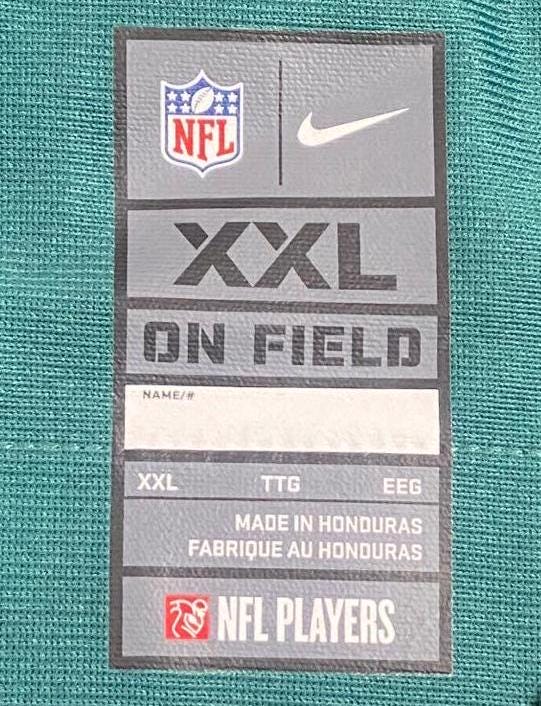 NFL
XXL
ON FIELD
NAME/#
XXL TTG EEG
MADE IN HONDURAS
FABRIQUE AU HONDURAS
NFL PLAYERS